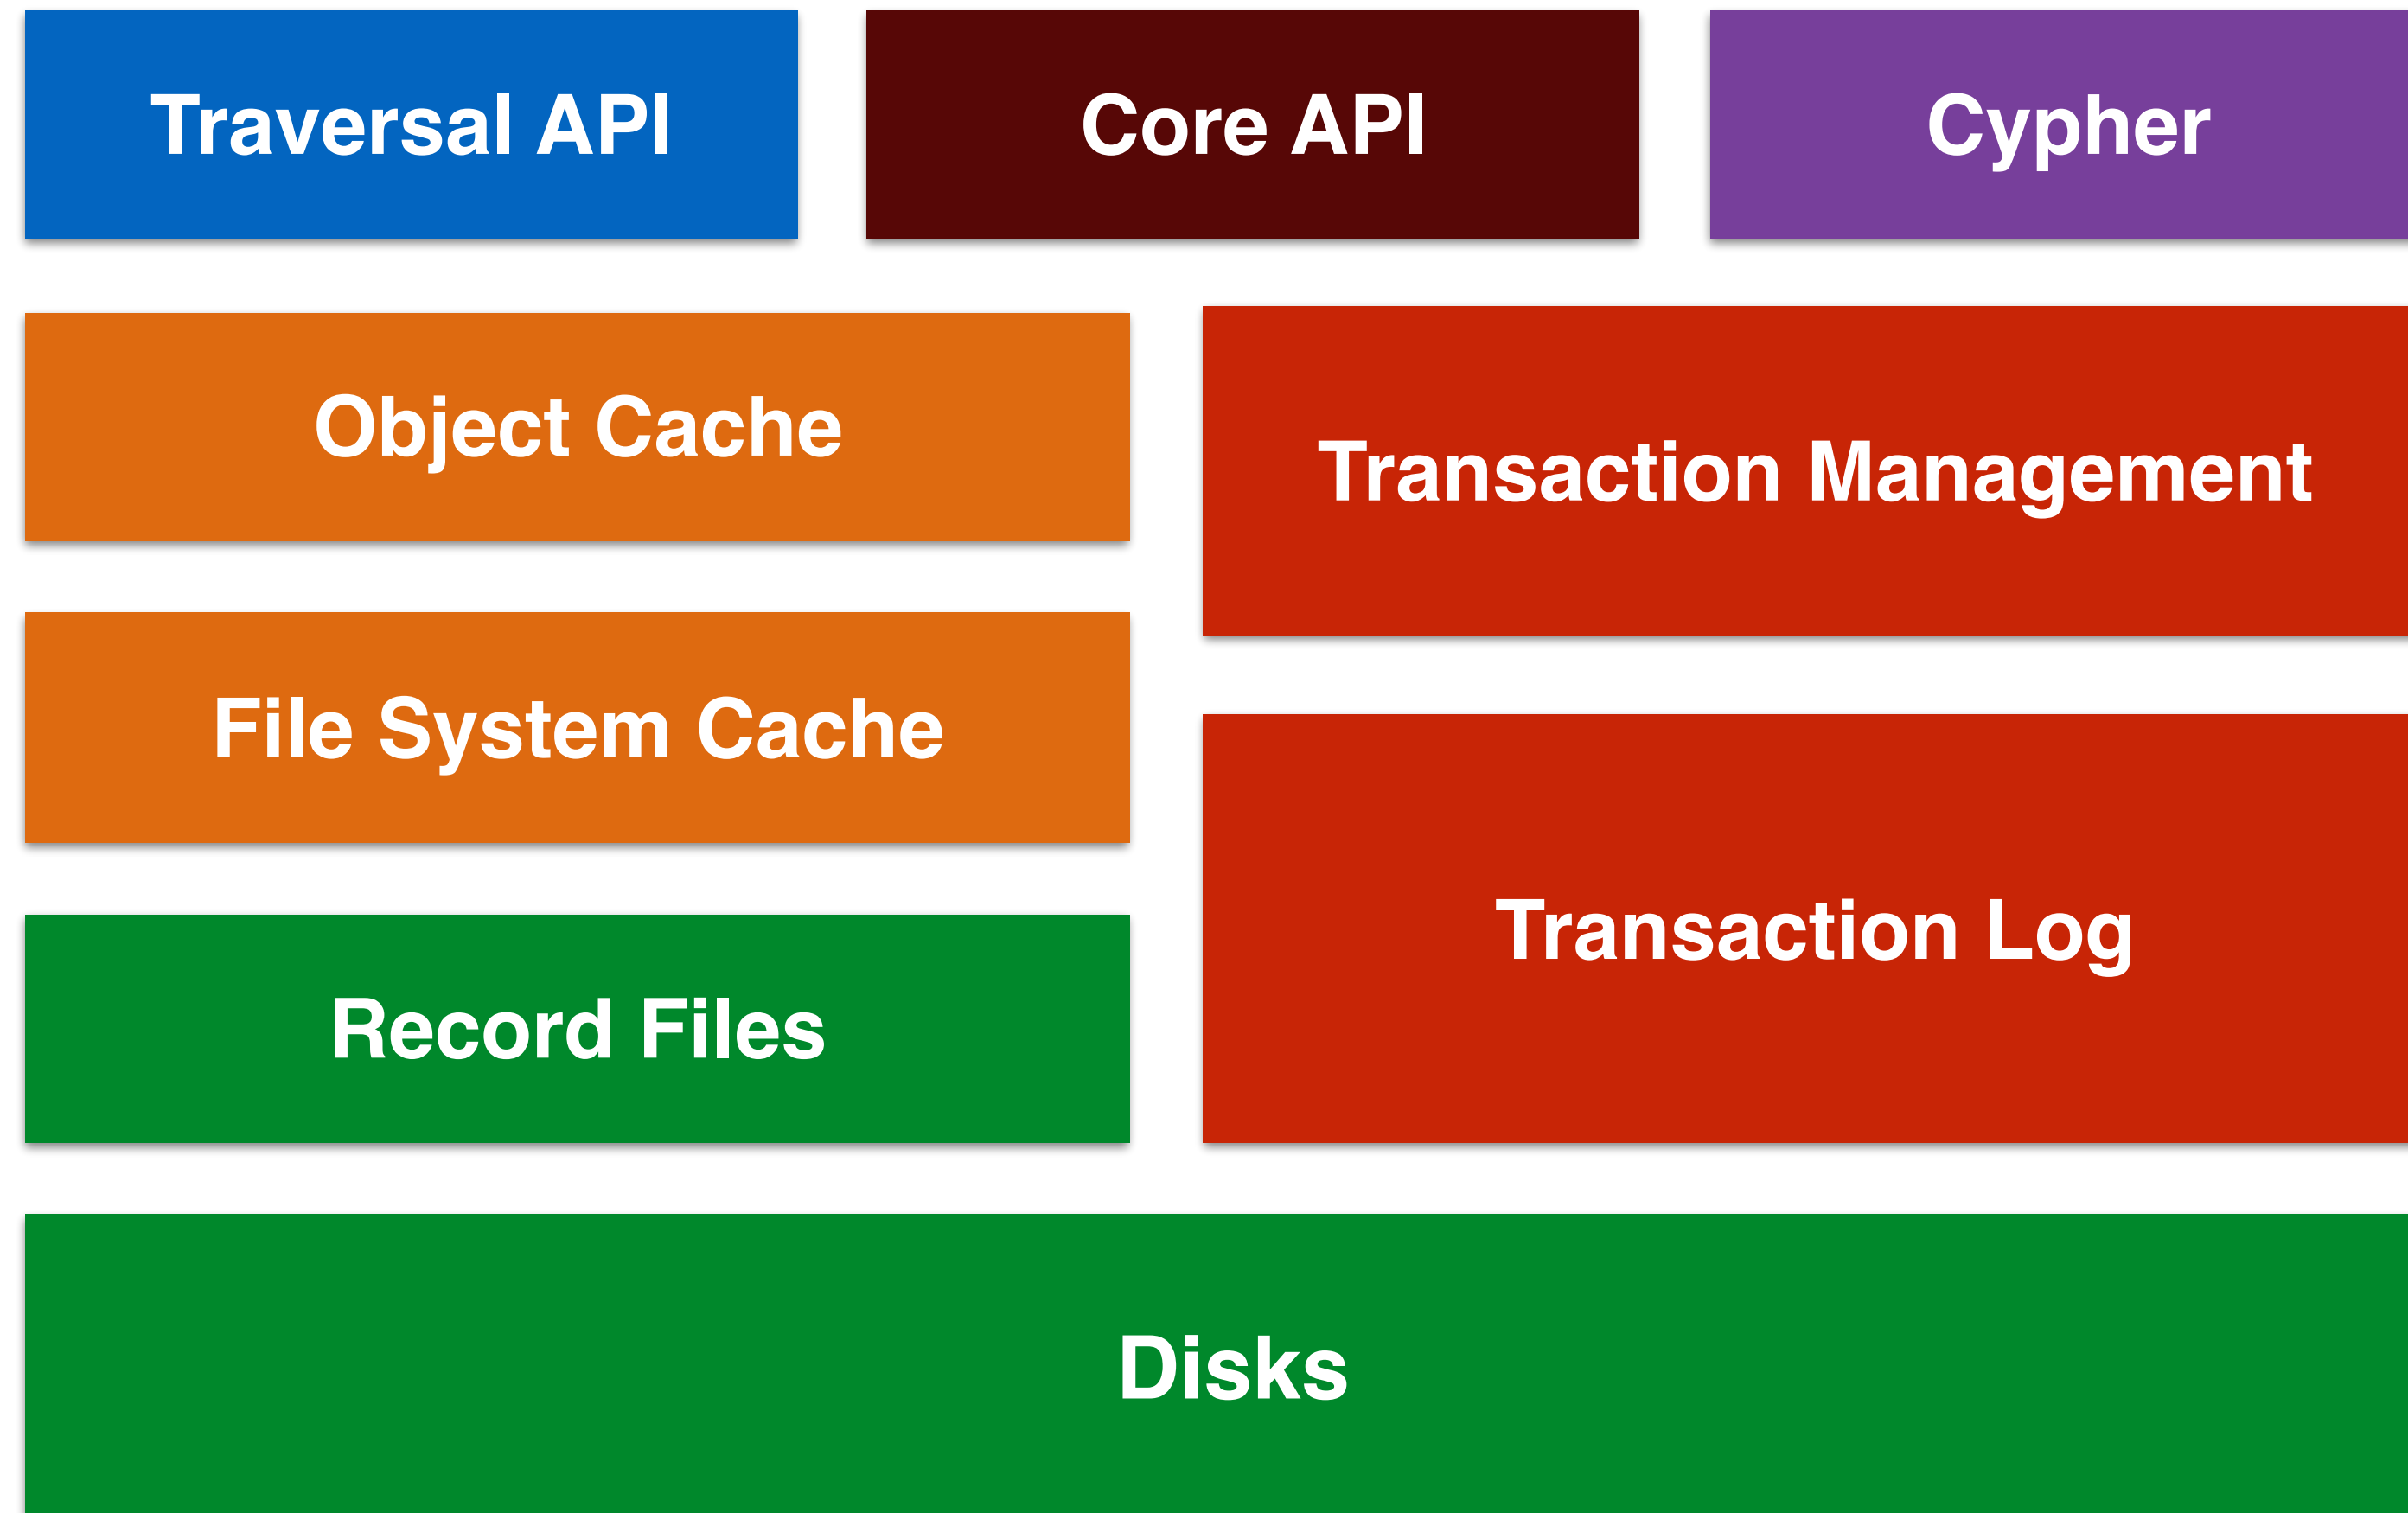 Traversal API
Core API
Cypher
Object Cache
Transaction Management
File System Cache
Transaction Log
Record Files
Disks